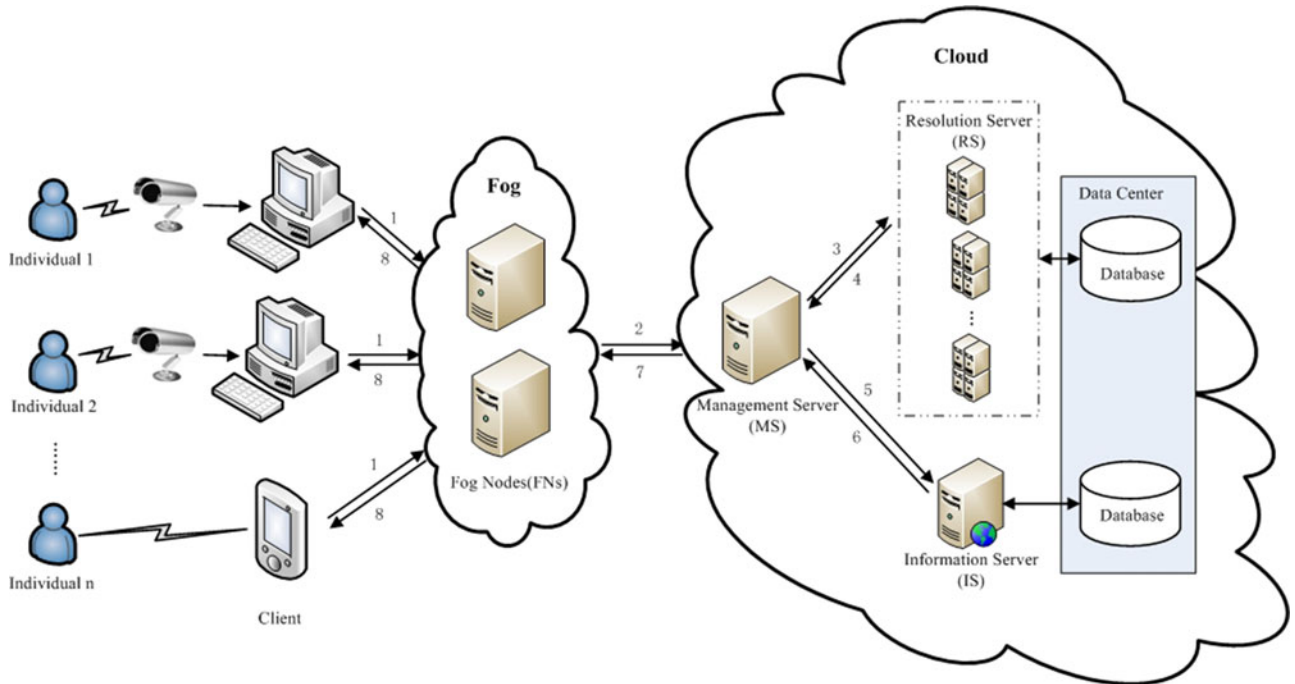 Cloud
Resolution Server
(RS)
Fog
Data Center
1
8
Individual 1
3
4
Database
2
7
1
8
Individual 2
Management Server
(MS)
5
6
1
8
Fog Nodes(FNs)
Database
Individual n
Client
Information Server
(IS)